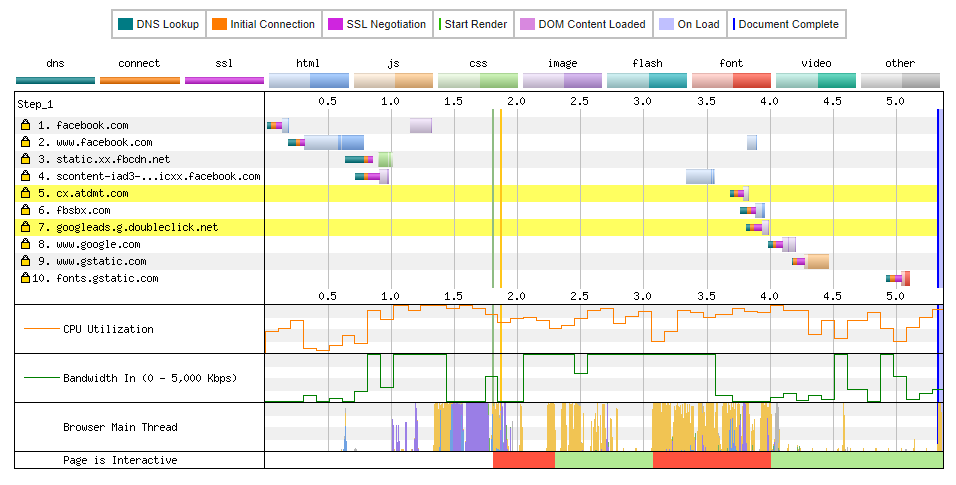 DNS Lookup Initial Connection SSL Negotiation Start Render DOM Content Loaded On Load Document Complete
dns connect ssl html js css image flash font video other
Step_1 0.5 1.0 1.5 2.0 2.5 3.0 3.5 4.0 4.5 5.0
1. facebook.com
2. www.facebook.com
3. static.xx.fbcdn.net
4. scontent-iad3-...icxx.facebook.com
5. cx.atdmt.com
6. fbsbx.com
7. googleads.g.doubleclick.net
8. www.google.com
9. www.gstatic.com
10. fonts.gstatic.com
0.5 1.0 1.5 2.0 2.5 3.0 3.5 4.0 4.5 5.0
CPU Utilization
Bandwidth In (0 - 5,000 Kbps)
Browser Main Thread
Page is Interactive